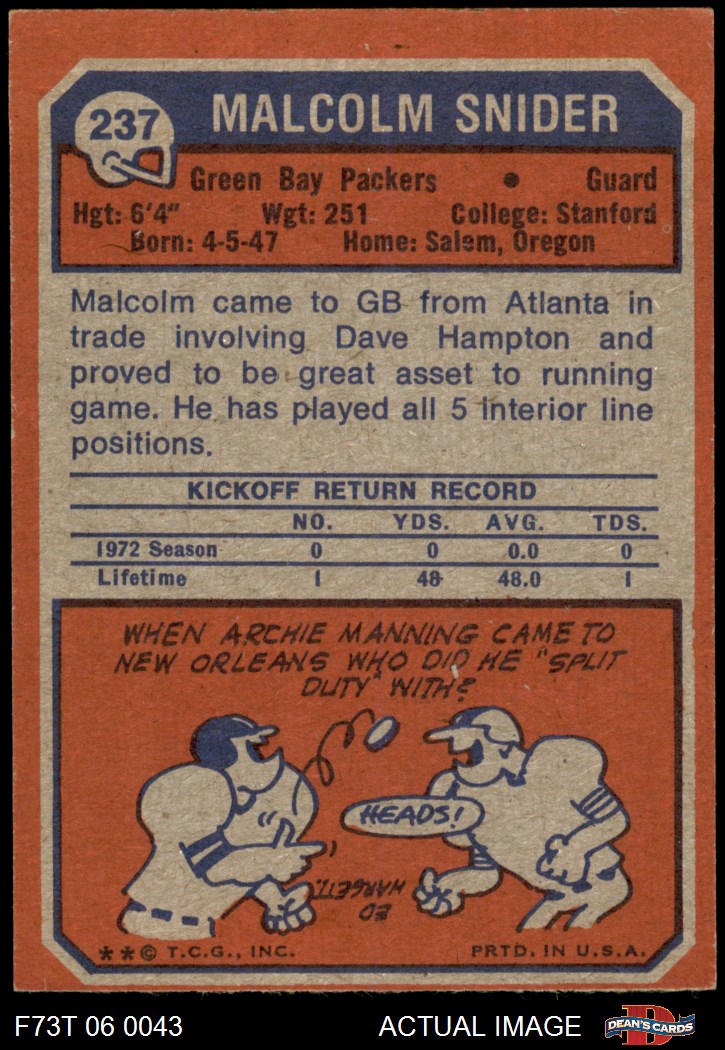 237 MALCOLM SNIDER
Green Bay Packers • Guard
Hgt: 6'4" Wgt: 251 College: Stanford
Born: 4-5-47 Home: Salem, Oregon
Malcolm came to GB from Atlanta in
trade involving Dave Hampton and
proved to be great asset to running
game. He has played all 5 interior line
positions.
KICKOFF RETURN RECORD
NO. YDS. AVG. TDS.
1972 Season 0 0 0.0 0
Lifetime 1 48 48.0 1
WHEN ARCHIE MANNING CAME TO
NEW ORLEANS WHO DID HE "SPLIT
DUTY" WITH?
HEADS!
ED
HARGETT.
**© T.C.G., INC. PRTD. IN U.S.A.
F73T 06 0043 ACTUAL IMAGE
D
DEAN'S CARDS